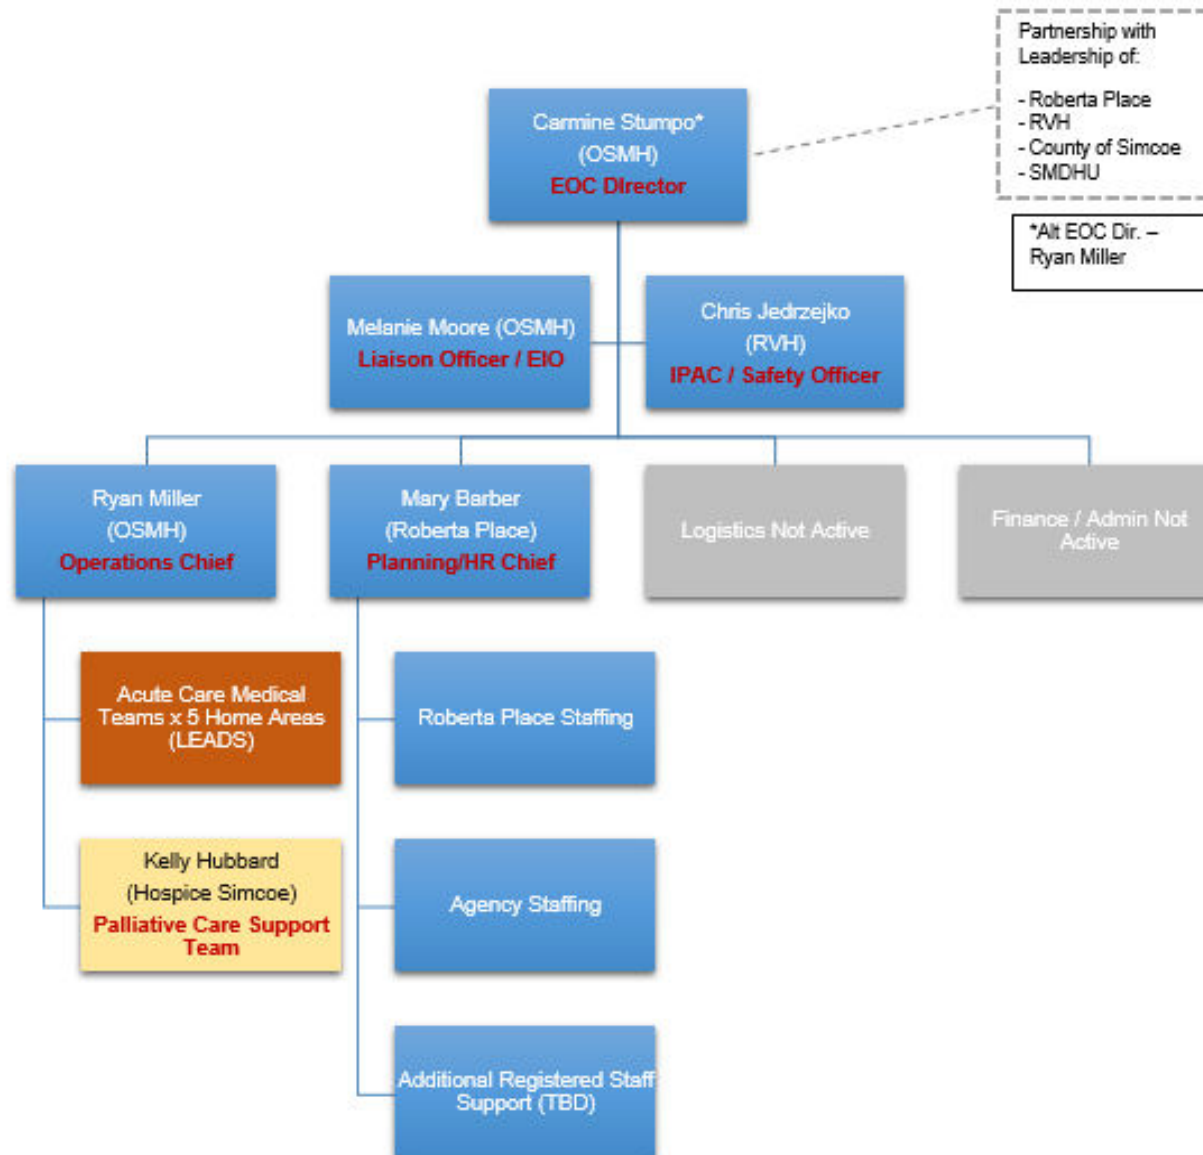 Partnership with
Leadership of:
- Roberta Place
- RVH
- County of Simcoe
- SMDHU
Carmine Stumpo*
(OSMH)
EOC Director
*Alt EOC Dir. –
Ryan Miller
Melanie Moore (OSMH)
Liaison Officer / EIO
Chris Jedrzejko
(RVH)
IPAC / Safety Officer
Ryan Miller
(OSMH)
Operations Chief
Mary Barber
(Roberta Place)
Planning/HR Chief
Logistics Not Active
Finance / Admin Not
Active
Acute Care Medical
Teams x 5 Home Areas
(LEADS)
Roberta Place Staffing
Kelly Hubbard
(Hospice Simcoe)
Palliative Care Support
Team
Agency Staffing
Additional Registered Staff
Support (TBD)